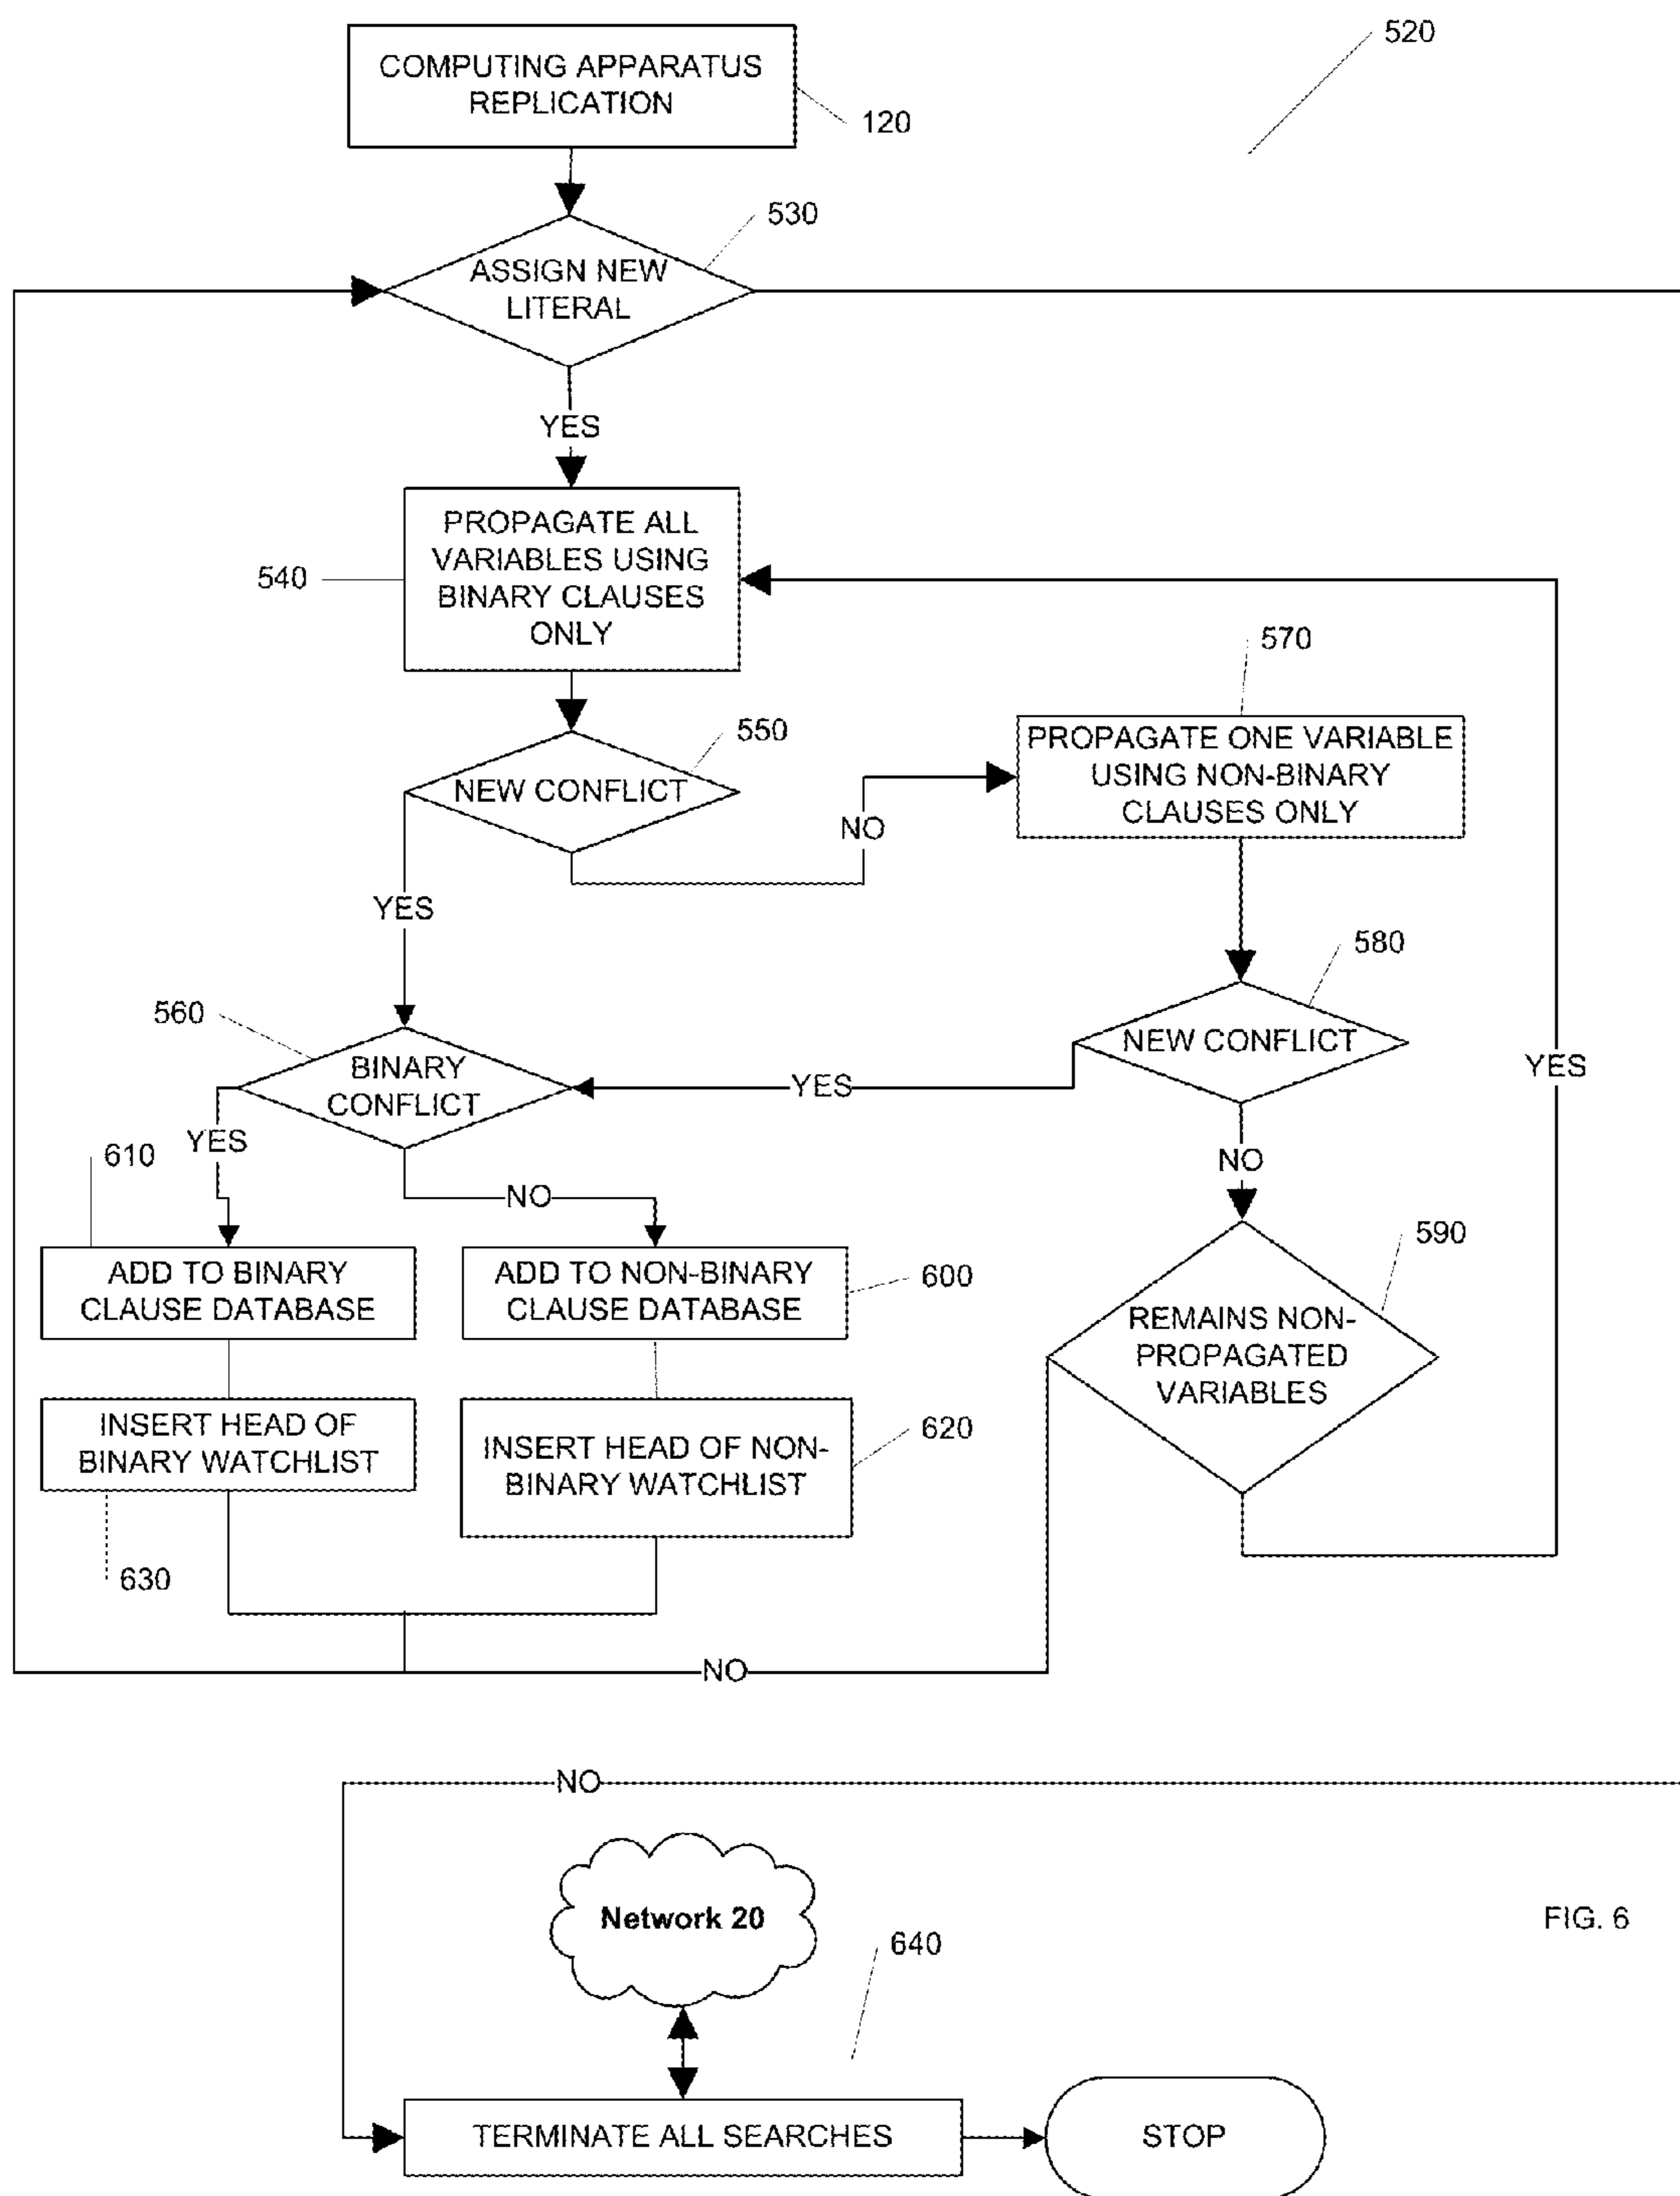 520
COMPUTING APPARATUS
REPLICATION
120
530
ASSIGN NEW
LITERAL
YES
PROPAGATE ALL
VARIABLES USING
BINARY CLAUSES
ONLY
540
570
550
NEW CONFLICT
PROPAGATE ONE VARIABLE
USING NON-BINARY
CLAUSES ONLY
NO
YES
580
560
NEW CONFLICT
BINARY
CONFLICT
YES
YES
YES
610
NO
NO
590
ADD TO BINARY
CLAUSE DATABASE
ADD TO NON-BINARY
CLAUSE DATABASE
600
REMAINS NON-
PROPAGATED
VARIABLES
INSERT HEAD OF
BINARY WATCHLIST
INSERT HEAD OF NON-
BINARY WATCHLIST
620
630
NO
NO
Network 20
FIG. 6
640
TERMINATE ALL SEARCHES
STOP